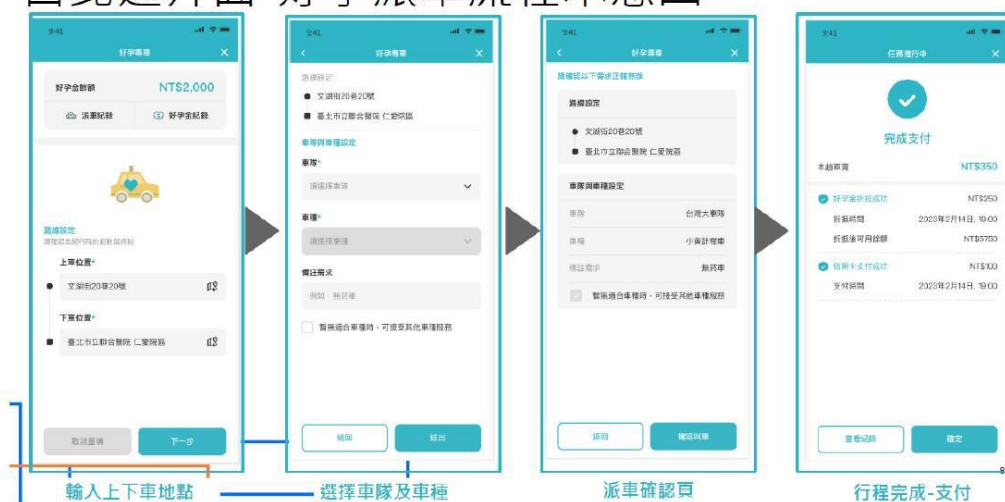 好孕派車流程示意圖
9:41
好孕專車
好孕金餘額 NT$2,000
派車紀錄 好孕金紀錄
路線設定
上車位置*
文湖街20巷20號
下車位置*
臺北市立聯合醫院 仁愛院區
取消重填 下一步
輸入上下車地點
9:41
好孕專車
路線設定
文湖街20巷20號
臺北市立聯合醫院 仁愛院區
車隊與車種設定
車隊*
請選擇車隊
車種*
請選擇車種
備註需求
例如：無菸車
暫無適合車種時，可接受其他車種服務
返回 送出
選擇車隊及車種
9:41
好孕專車
請確認以下需求正確無誤
路線設定
文湖街20巷20號
臺北市立聯合醫院 仁愛院區
車隊與車種設定
車隊 台灣大車隊
車種 小黃計程車
備註需求 無菸車
暫無適合車種時，可接受其他車種服務
返回 確認叫車
派車確認頁
9:41
任務進行中
完成支付
本趟車資 NT$350
好孕金折抵成功 NT$250
折抵時間 2023年2月14日, 19:00
折抵後可用餘額 NT$5750
信用卡支付成功 NT$100
支付時間 2023年2月14日, 19:00
查看紀錄 確定
行程完成-支付
8